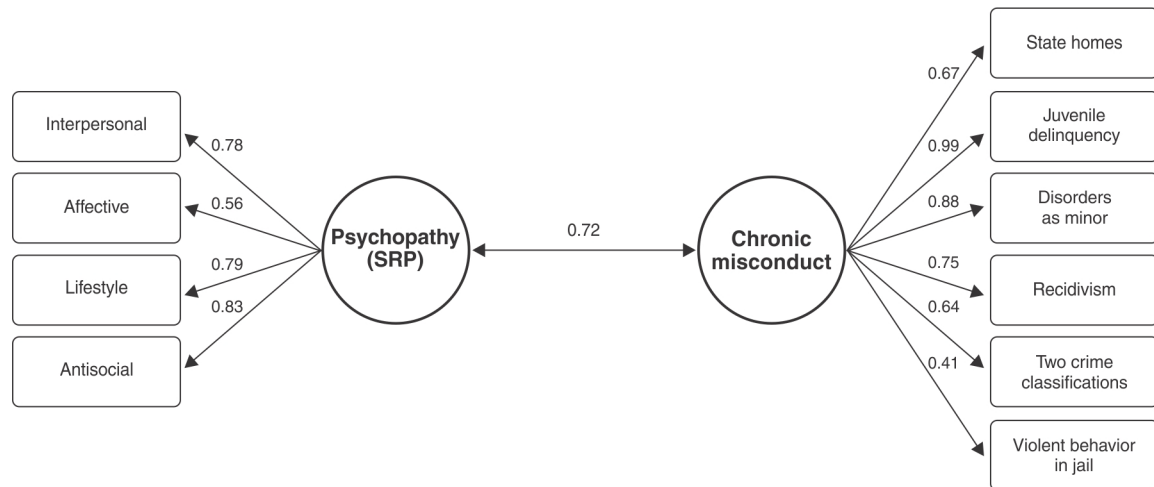 Interpersonal
Affective
Lifestyle
Antisocial
0.78
0.56
0.79
0.83
Psychopathy
(SRP)
0.72
Chronic
misconduct
0.67
0.99
0.88
0.75
0.64
0.41
State homes
Juvenile
delinquency
Disorders
as minor
Recidivism
Two crime
classifications
Violent behavior
in jail